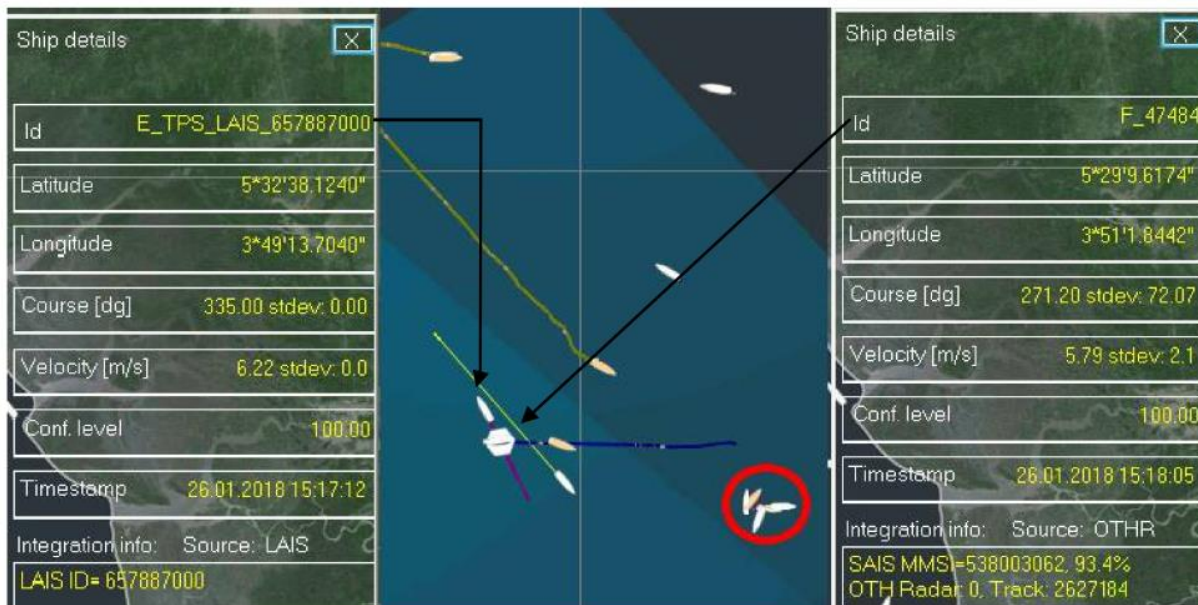 Ship details X
Id E_TPS_LAIS_657887000
Latitude 5*32'38.1240"
Longitude 3*49'13.7040"
Course [dg] 335.00 stdev: 0.00
Velocity [m/s] 6.22 stdev: 0.0
Conf. level 100.00
Timestamp 26.01.2018 15:17:12
Integration info: Source: LAIS
LAIS ID= 657887000
Ship details X
Id F_47484
Latitude 5*29'9.6174"
Longitude 3*51'1.8442"
Course [dg] 271.20 stdev: 72.07
Velocity [m/s] 5.79 stdev: 2.1
Conf. level 100.00
Timestamp 26.01.2018 15:18:05
Integration info: Source: OTHR
SAIS MMSI=538003062, 93.4%
OTH Radar: 0, Track: 2627184